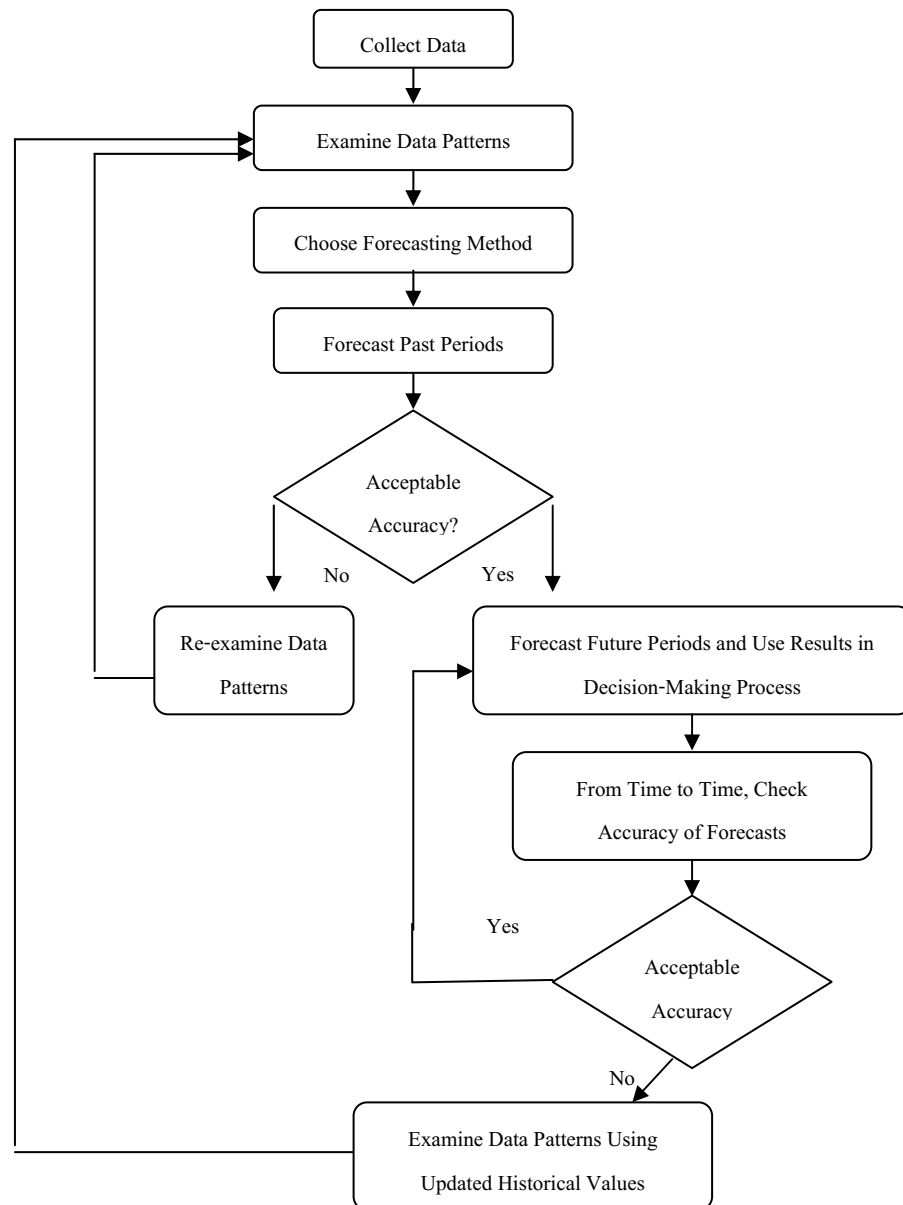 Collect Data
Examine Data Patterns
Choose Forecasting Method
Forecast Past Periods
Acceptable
Accuracy?
No
Yes
Re-examine Data
Patterns
Forecast Future Periods and Use Results in
Decision-Making Process
From Time to Time, Check
Accuracy of Forecasts
Yes
Acceptable
Accuracy
No
Examine Data Patterns Using
Updated Historical Values